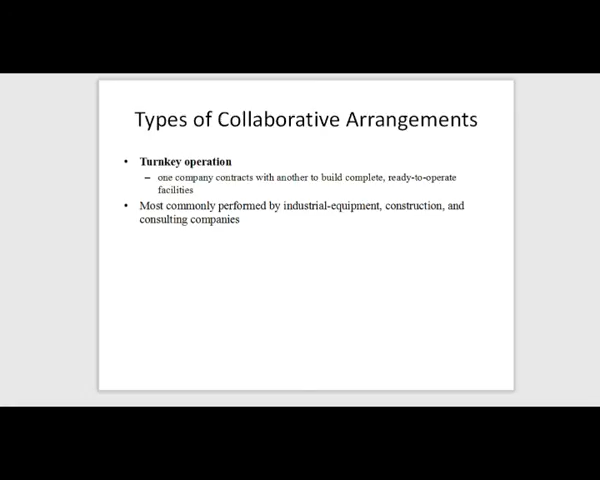 Types of Collaborative Arrangements
• Turnkey operation
– one company contracts with another to build complete, ready-to-operate
facilities
• Most commonly performed by industrial-equipment, construction, and
consulting companies